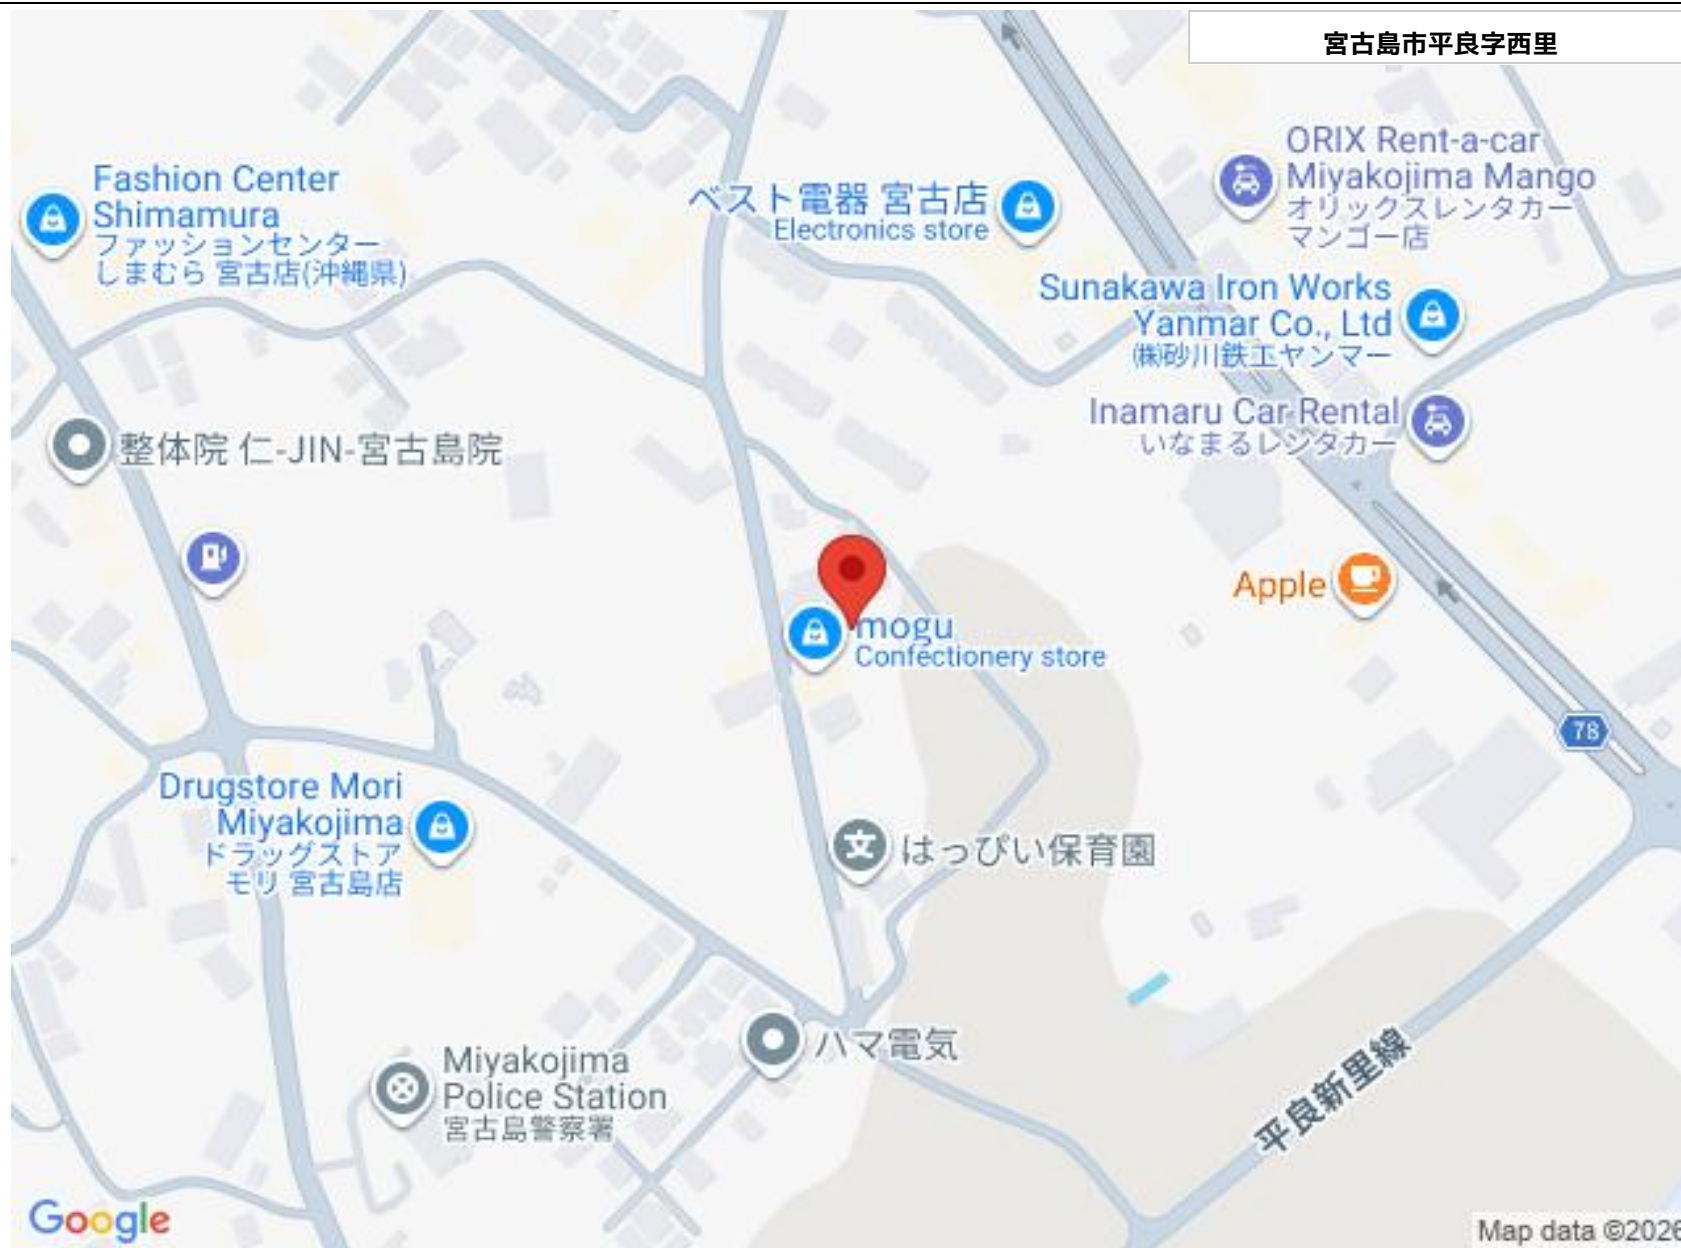 宮古島市平良字西里
ORIX Rent-a-car
Miyakojima Mango
オリックスレンタカー
マンゴー店
Fashion Center
Shimamura
ファッションセンター
しまむら 宮古店(沖縄県)
ベスト電器 宮古店
Electronics store
Sunakawa Iron Works
Yanmar Co., Ltd
㈱砂川鉄工ヤンマー
Inamaru Car Rental
いなまるレンタカー
整体院 仁-JIN-宮古島院
Apple
mogu
Confectionery store
78
Drugstore Mori
Miyakojima
ドラッグストア
モリ 宮古島店
文
はっぴい保育園
ハマ電気
Miyakojima
Police Station
宮古島警察署
平良新里線
Google
Map data ©2026